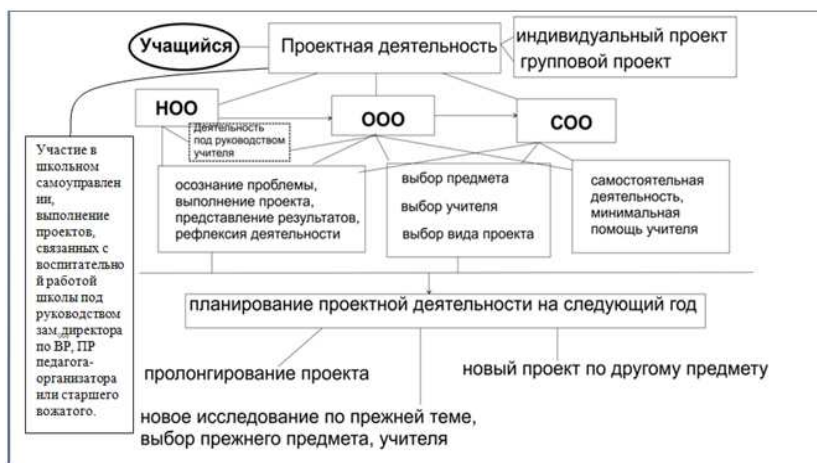 Учащийся
Проектная деятельность
индивидуальный проект
групповой проект
НОО
ООО
СОО
Деятельность
под руководством
учителя
Участие в
школьном
самоуправлен
ии,
выполнение
проектов,
связанных с
воспитательно
й работой
школы под
руководством
зам.директора
по ВР, ПР
педагога-
организатора
или старшего
вожатого.
осознание проблемы,
выполнение проекта,
представление результатов,
рефлексия деятельности
выбор предмета
выбор учителя
выбор вида проекта
самостоятельная
деятельность,
минимальная
помощь учителя
планирование проектной деятельности на следующий год
пролонгирование проекта
новый проект по другому предмету
новое исследование по прежней теме,
выбор прежнего предмета, учителя